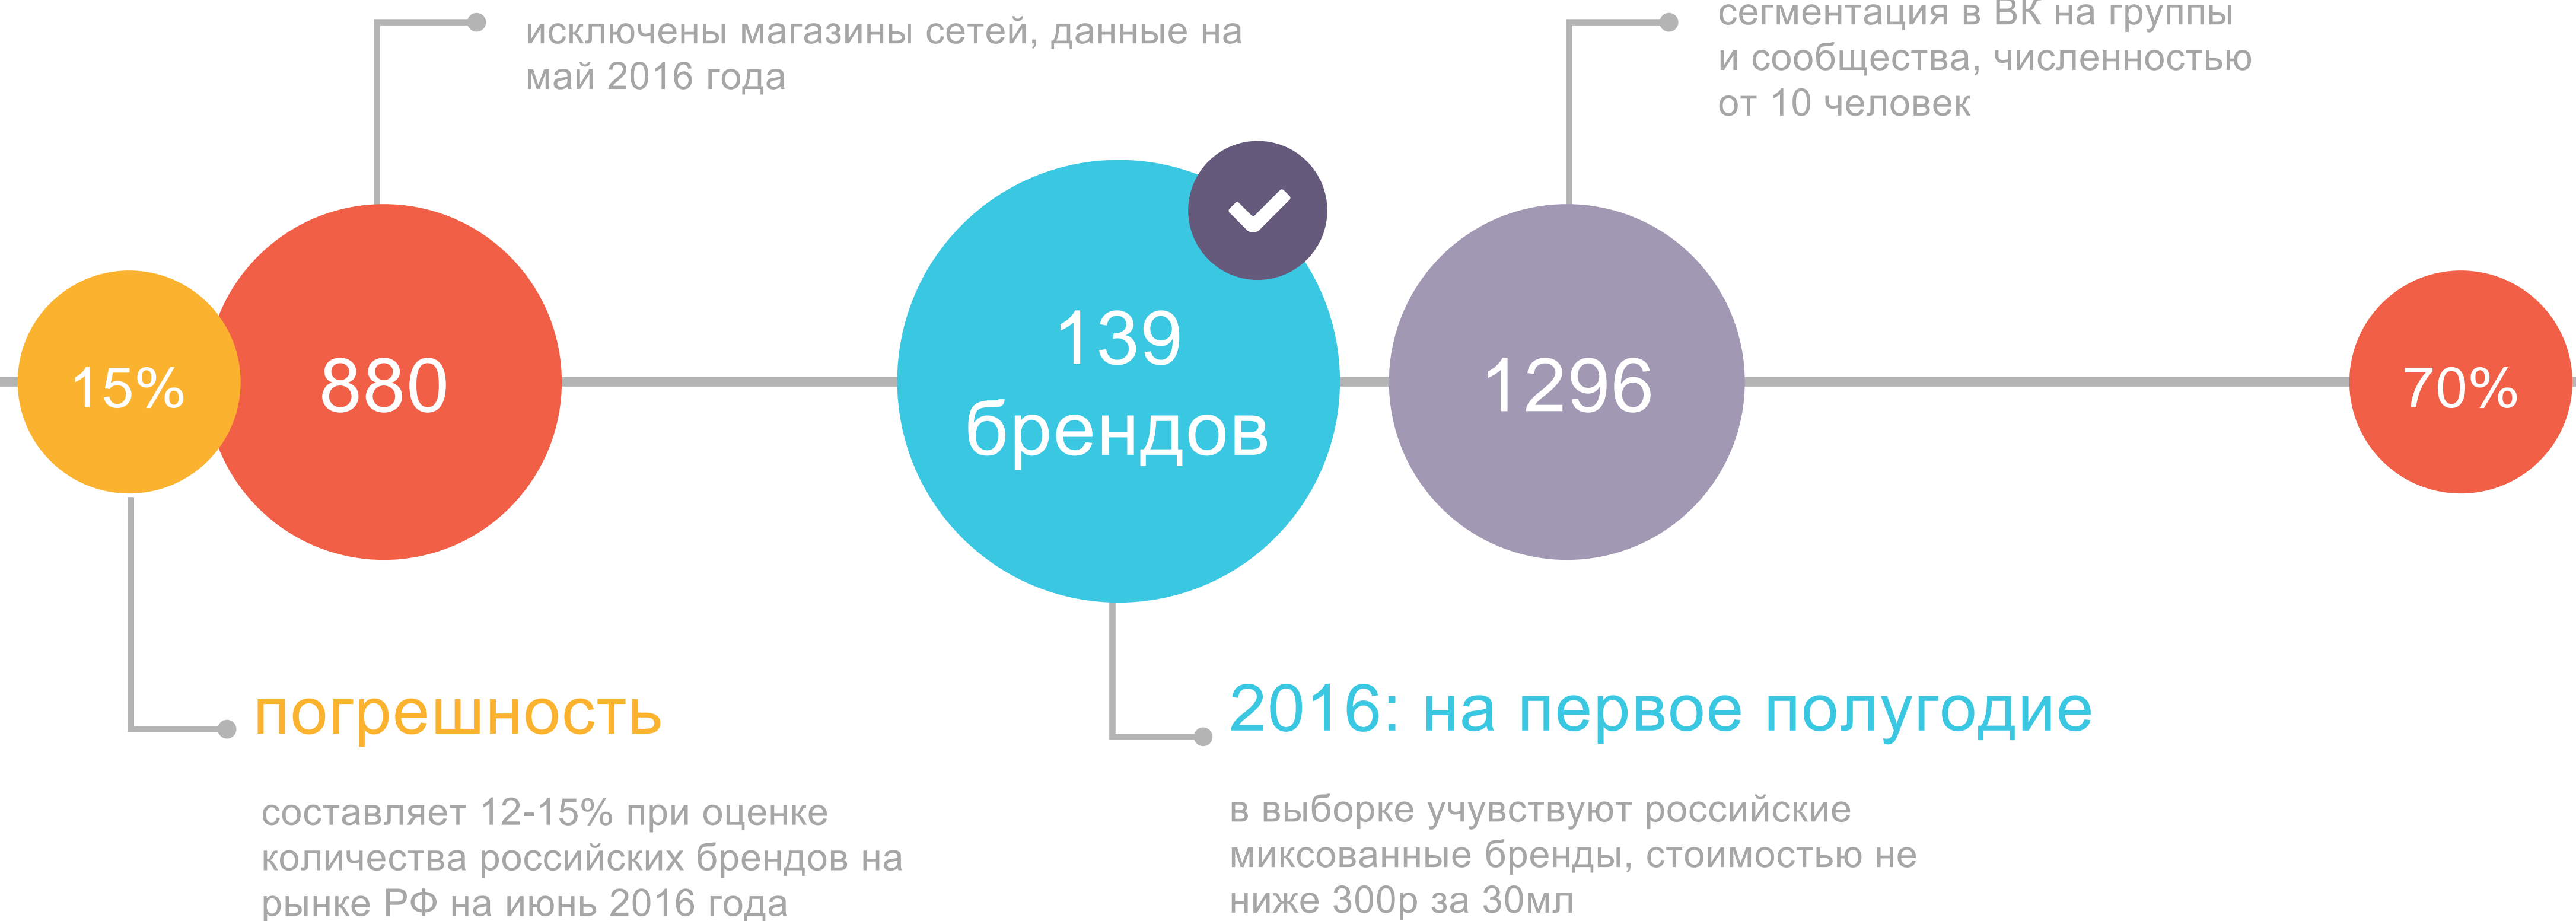 исключены магазины сетей, данные на
май 2016 года
сегментация в ВК на группы
и сообщества, численностью
от 10 человек
15%
880
139
брендов
1296
70%
погрешность
составляет 12-15% при оценке
количества российских брендов на
рынке РФ на июнь 2016 года
2016: на первое полугодие
в выборке учувствуют российские
миксованные бренды, стоимостью не
ниже 300р за 30мл